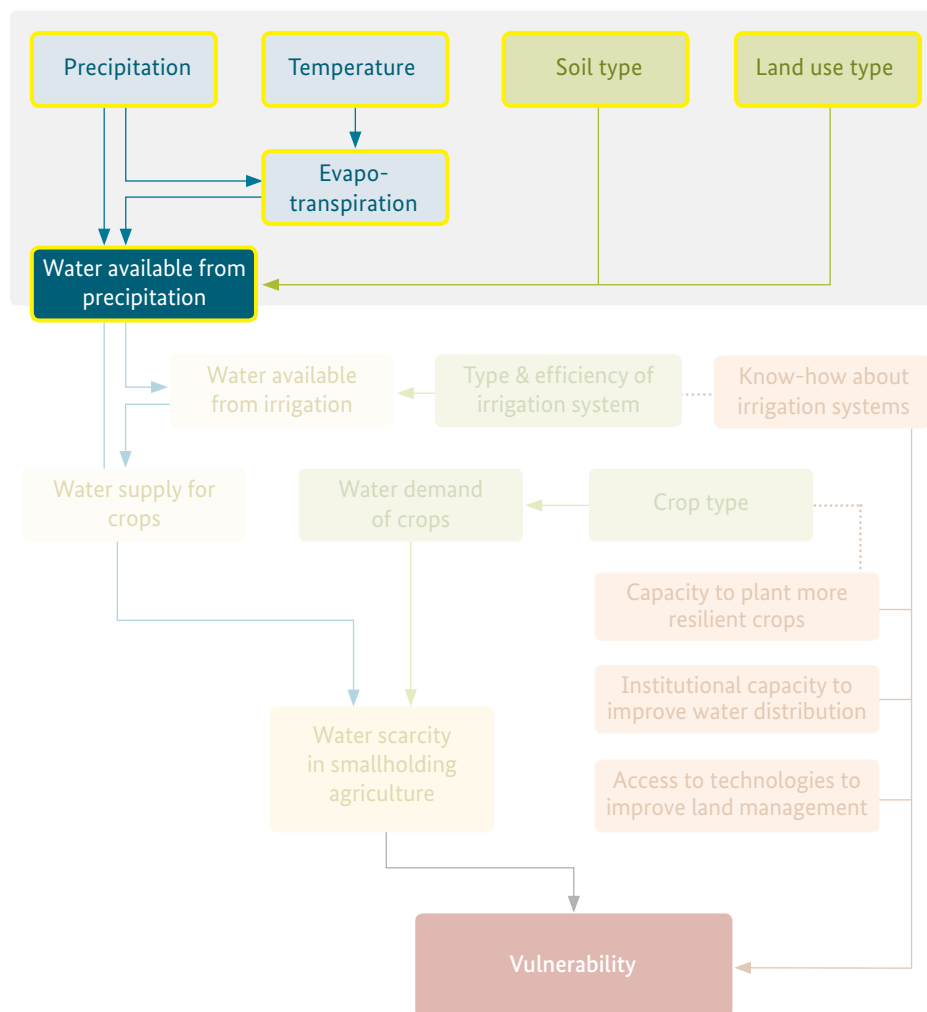 Precipitation
Temperature
Soil type
Land use type
Evapo-
transpiration
Water available from
precipitation
Water available
from irrigation
Type & efficiency of
irrigation system
Know-how about
irrigation systems
Water supply for
crops
Water demand
of crops
Crop type
Capacity to plant more
resilient crops
Institutional capacity to
improve water distribution
Water scarcity
in smallholding
agriculture
Access to technologies to
improve land management
Vulnerability